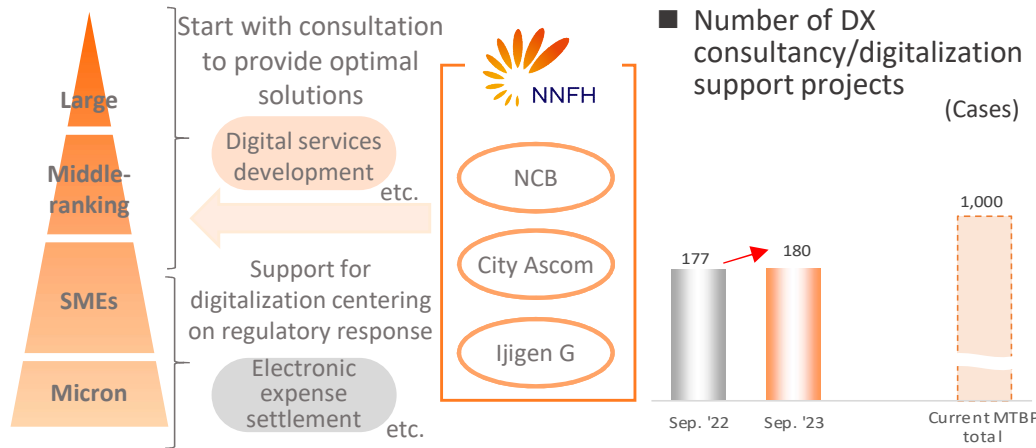 Large
Middle-
ranking
SMEs
Micron
Start with consultation
to provide optimal
solutions
Digital services
development
etc.
Support for
digitalization centering
on regulatory response
Electronic
expense
settlement
etc.
NNFH
NCB
City Ascom
Ijigen G
■ Number of DX
consultancy/digitalization
support projects
(Cases)
177
180
1,000
Sep. '22
Sep. '23
Current MTBP
total